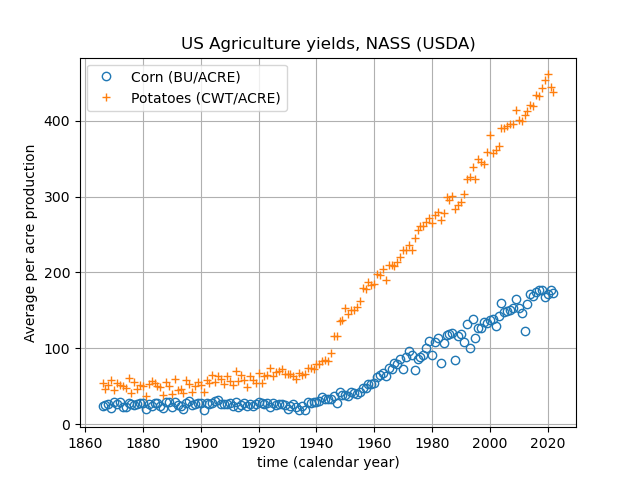 US Agriculture yields, NASS (USDA)
Corn (BU/ACRE)
Potatoes (CWT/ACRE)
Average per acre production
400
300
200
100
0
1860 1880 1900 1920 1940 1960 1980 2000 2020
time (calendar year)